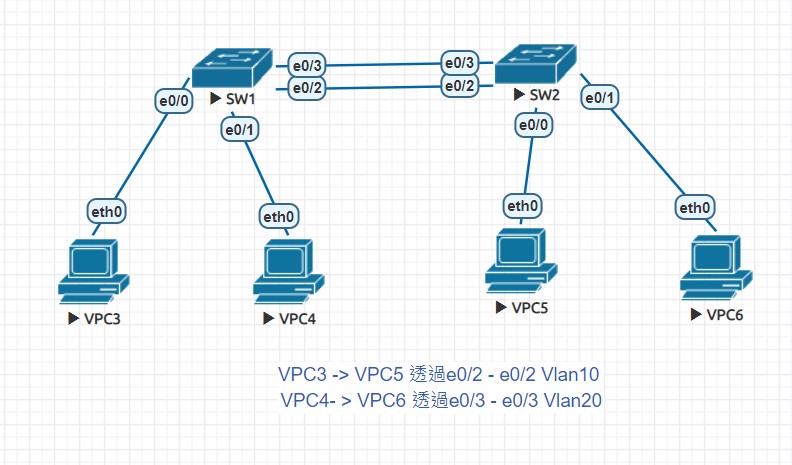 e0/3
e0/3
e0/2
e0/2
SW1
SW2
e0/0
e0/1
e0/1
e0/0
eth0
eth0
eth0
eth0
VPC3
VPC4
VPC5
VPC6
VPC3 -> VPC5 透過e0/2 - e0/2 Vlan10
VPC4- > VPC6 透過e0/3 - e0/3 Vlan20